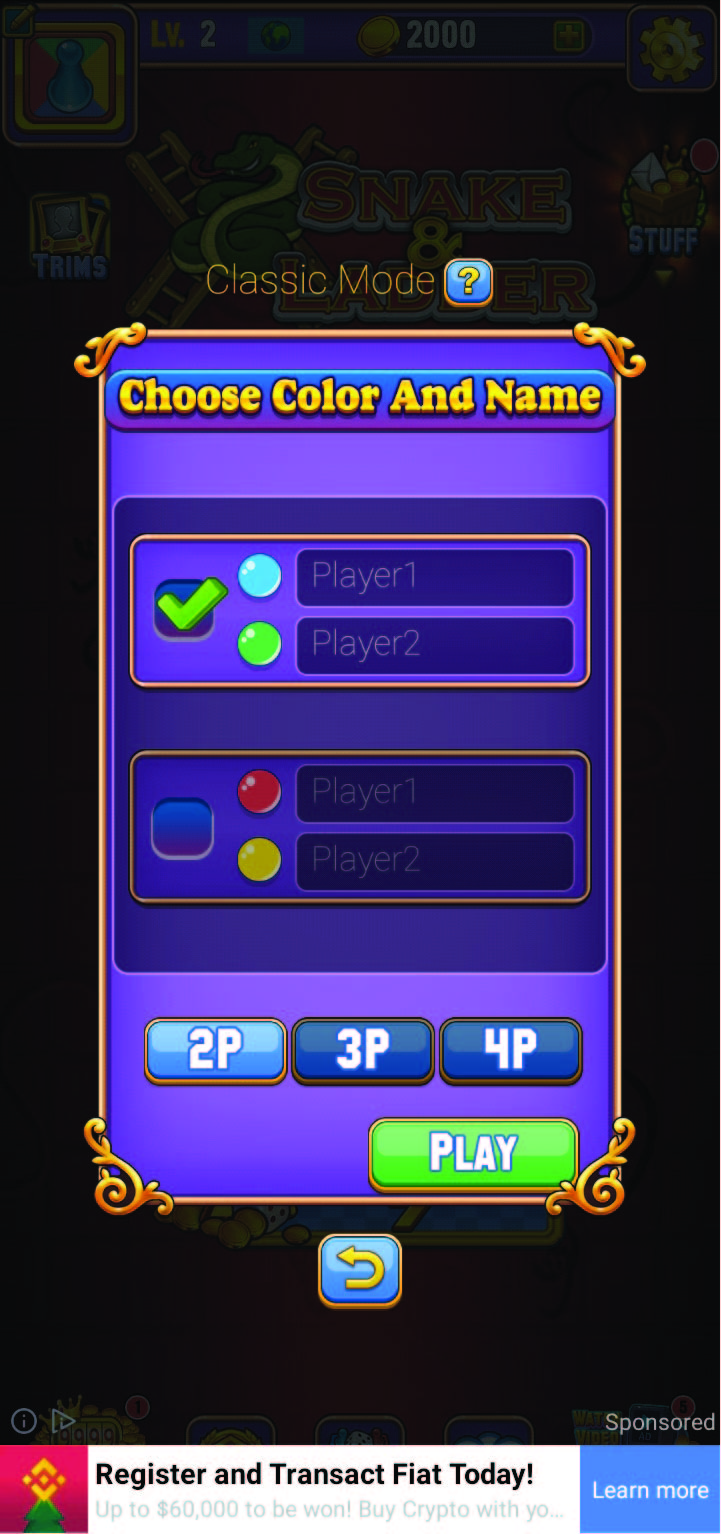 Lv. 2
2000
SNAKE
&
LADDER
TRIMS
STUFF
Classic Mode ?
Choose Color And Name
Player1
Player2
Player1
Player2
2P 3P 4P
PLAY
1
5
Sponsored
Register and Transact Fiat Today!
Up to $60,000 to be won! Buy Crypto with yo...
Learn more